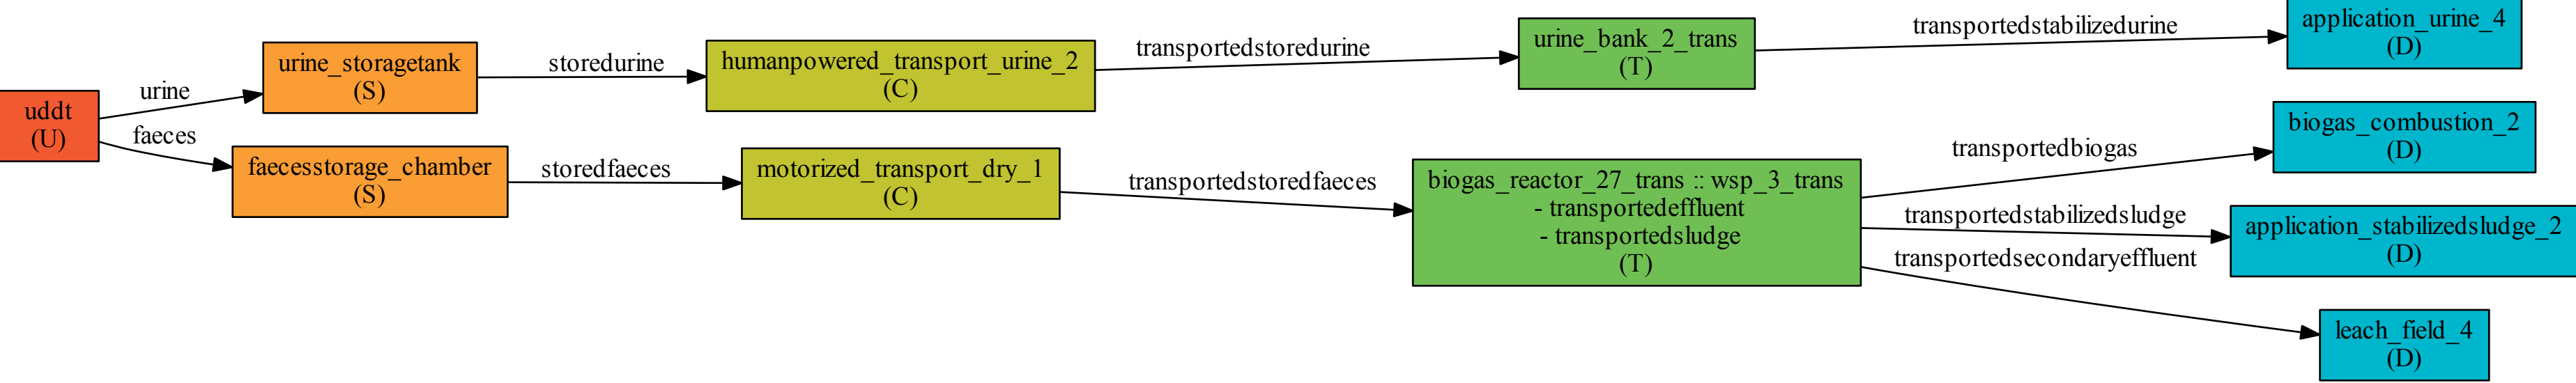 uddt
(U)
urine
faeces
urine_storagetank
(S)
faecesstorage_chamber
(S)
storedurine
storedfaeces
humanpowered_transport_urine_2
(C)
motorized_transport_dry_1
(C)
transportedstoredurine
transportedstoredfaeces
urine_bank_2_trans
(T)
biogas_reactor_27_trans :: wsp_3_trans
- transportedeffluent
- transportedsludge
(T)
transportedstabilizedurine
transportedbiogas
transportedstabilizedsludge
transportedsecondaryeffluent
application_urine_4
(D)
biogas_combustion_2
(D)
application_stabilizedsludge_2
(D)
leach_field_4
(D)